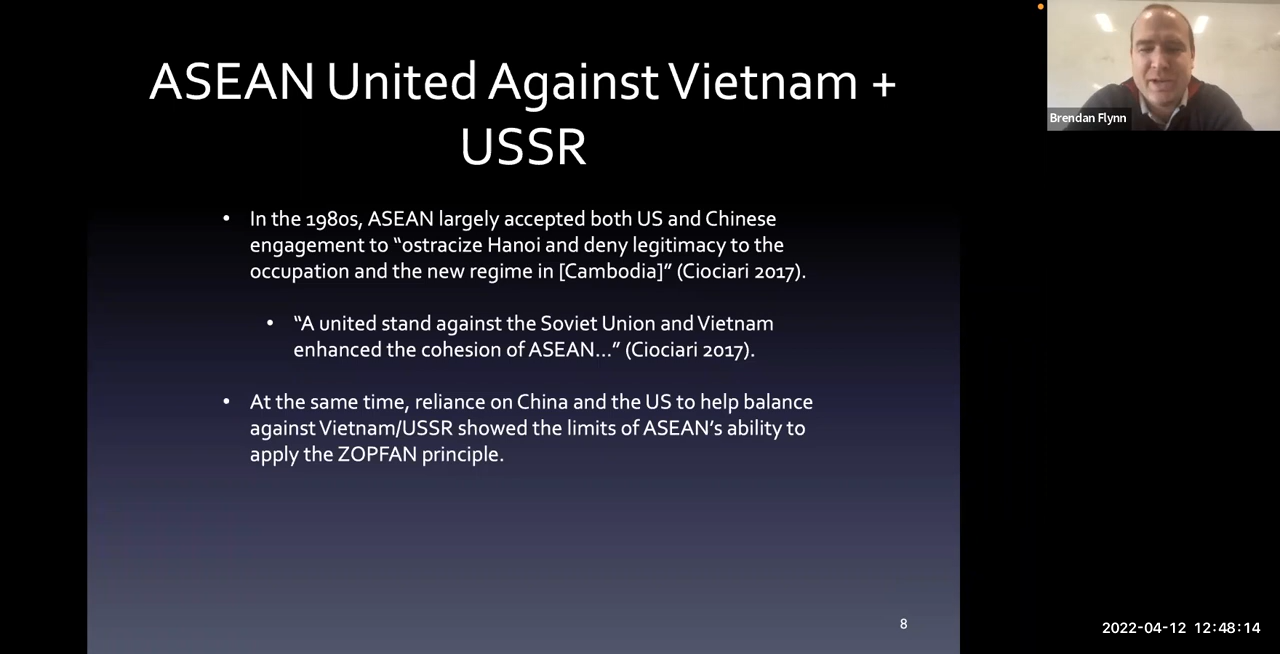 ASEAN United Against Vietnam +
USSR
Brendan Flynn
• In the 1980s, ASEAN largely accepted both US and Chinese
engagement to “ostracize Hanoi and deny legitimacy to the
occupation and the new regime in [Cambodia]” (Ciociari 2017).
• “A united stand against the Soviet Union and Vietnam
enhanced the cohesion of ASEAN…” (Ciociari 2017).
• At the same time, reliance on China and the US to help balance
against Vietnam/USSR showed the limits of ASEAN’s ability to
apply the ZOPFAN principle.
8
2022-04-12 12:48:14